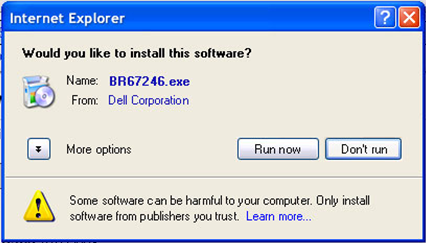 Internet Explorer
Would you like to install this software?
Name: BR67246.exe
From: Dell Corporation
More options
Run now
Don't run
Some software can be harmful to your computer. Only install
software from publishers you trust. Learn more...